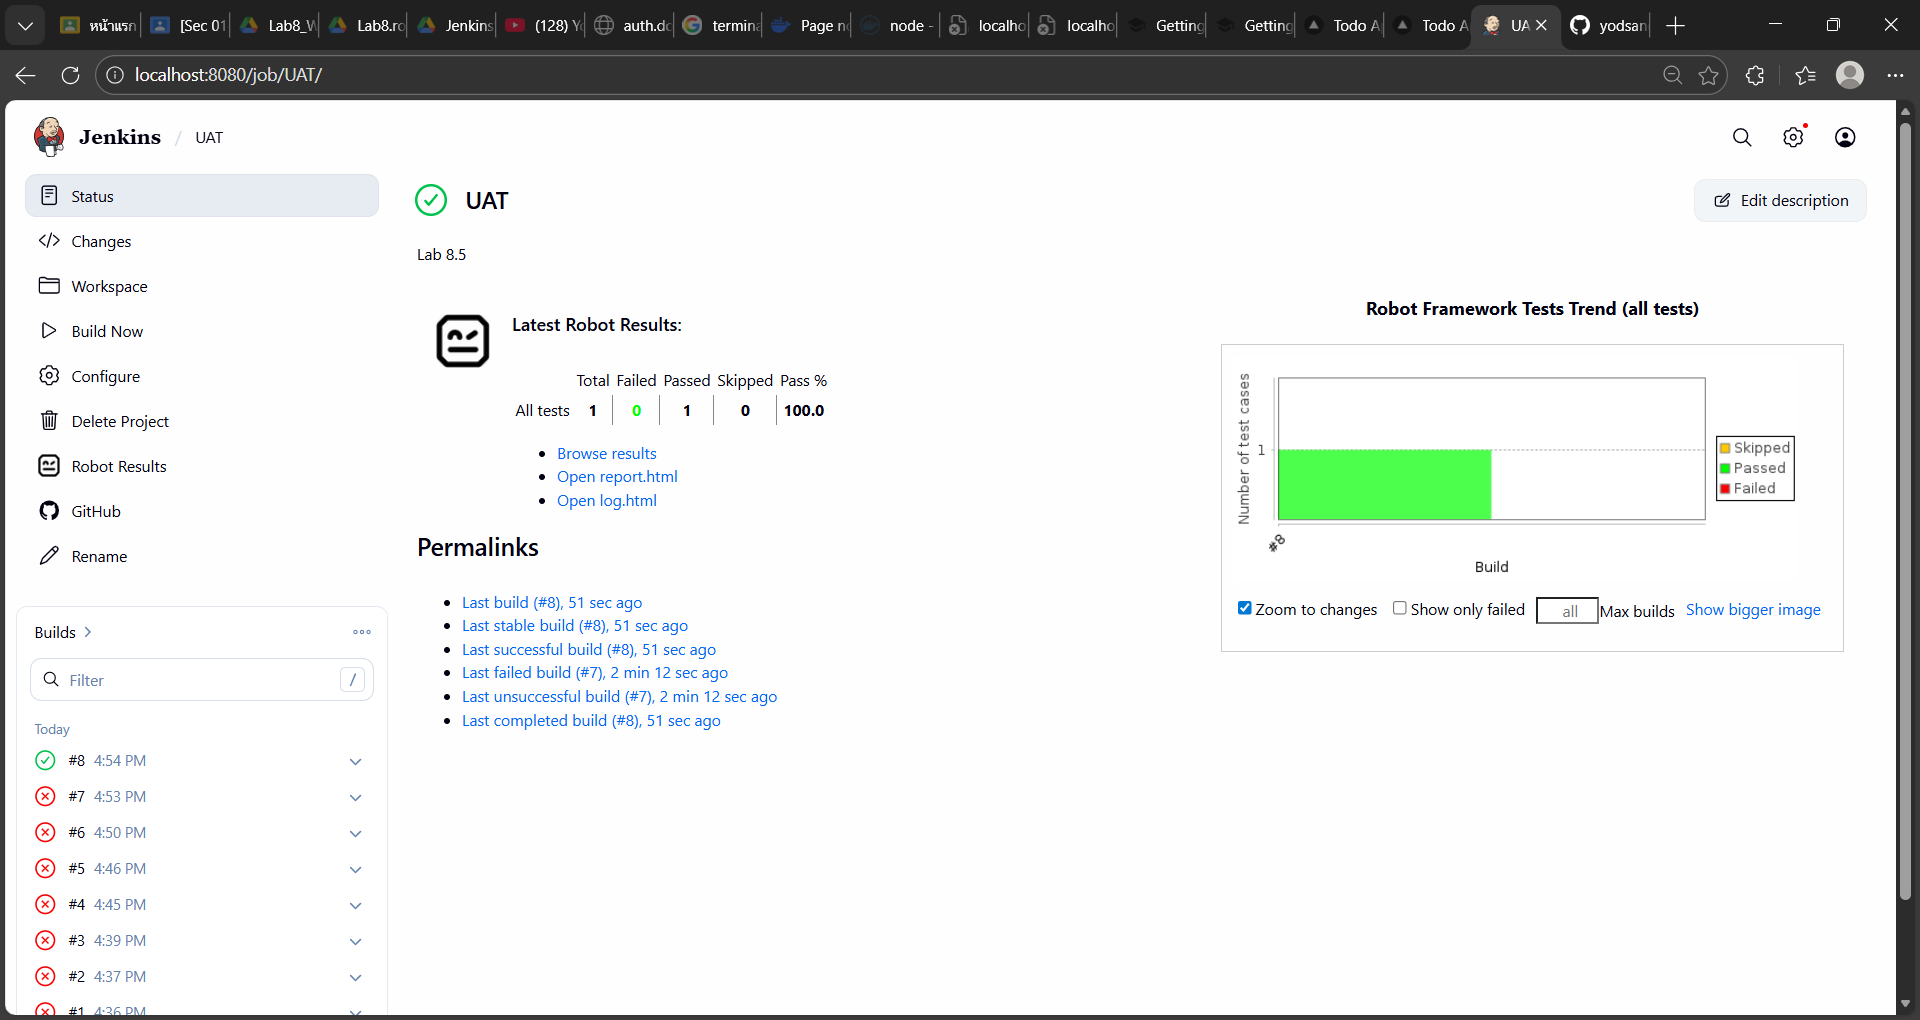 หน้าแรก
[Sec 01
Lab8_W
Lab8.ro
Jenkins
(128) Yo
auth.do
termina
Page no
node -
localho
localho
Getting
Getting
Todo A
Todo A
UA
yodsan
localhost:8080/job/UAT/
Jenkins / UAT
Status
Changes
Workspace
Build Now
Configure
Delete Project
Robot Results
GitHub
Rename
Builds
Filter /
Today
#8 4:54 PM
#7 4:53 PM
#6 4:50 PM
#5 4:46 PM
#4 4:45 PM
#3 4:39 PM
#2 4:37 PM
#1 4:36 PM
UAT
Edit description
Lab 8.5
Latest Robot Results:
Total Failed Passed Skipped Pass %
All tests 1 0 1 0 100.0
Browse results
Open report.html
Open log.html
Permalinks
Last build (#8), 51 sec ago
Last stable build (#8), 51 sec ago
Last successful build (#8), 51 sec ago
Last failed build (#7), 2 min 12 sec ago
Last unsuccessful build (#7), 2 min 12 sec ago
Last completed build (#8), 51 sec ago
Robot Framework Tests Trend (all tests)
Number of test cases
1
#8
Build
Skipped
Passed
Failed
Zoom to changes Show only failed all Max builds Show bigger image